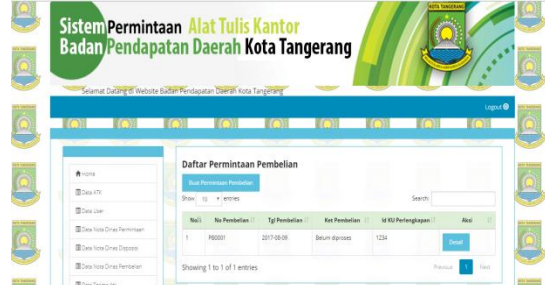 KOTA TANGERANG
Sistem Permintaan Alat Tulis Kantor
Badan Pendapatan Daerah Kota Tangerang
Selamat Datang di Website Badan Pendapatan Daerah Kota Tangerang
Logout
Home
Data ATK
Data User
Data Nota Dinas Permintaan
Data Nota Dinas Disposisi
Data Nota Dinas Pembelian
Daftar Permintaan Pembelian
Buat Permintaan Pembelian
Show 10 entries
Search:
No No Pembelian Tgl Pembelian Ket Pembelian Id KU Perlengkapan Aksi
1 PB0001 2017-08-09 Belum diproses 1234 Detail
Showing 1 to 1 of 1 entries
Previous 1 Next